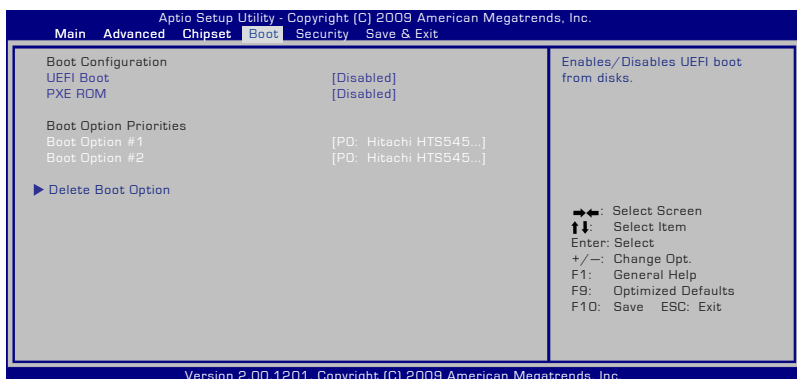 Aptio Setup Utility - Copyright (C) 2009 American Megatrends, Inc.
Main Advanced Chipset Boot Security Save & Exit
Boot Configuration
UEFI Boot [Disabled]
PXE ROM [Disabled]
Boot Option Priorities
Boot Option #1 [P0: Hitachi HTS545...]
Boot Option #2 [P0: Hitachi HTS545...]
Delete Boot Option
Enables/Disables UEFI boot
from disks.
: Select Screen
: Select Item
Enter: Select
+/—: Change Opt.
F1: General Help
F9: Optimized Defaults
F10: Save ESC: Exit
Version 2.00.1201. Copyright (C) 2009 American Megatrends, Inc.